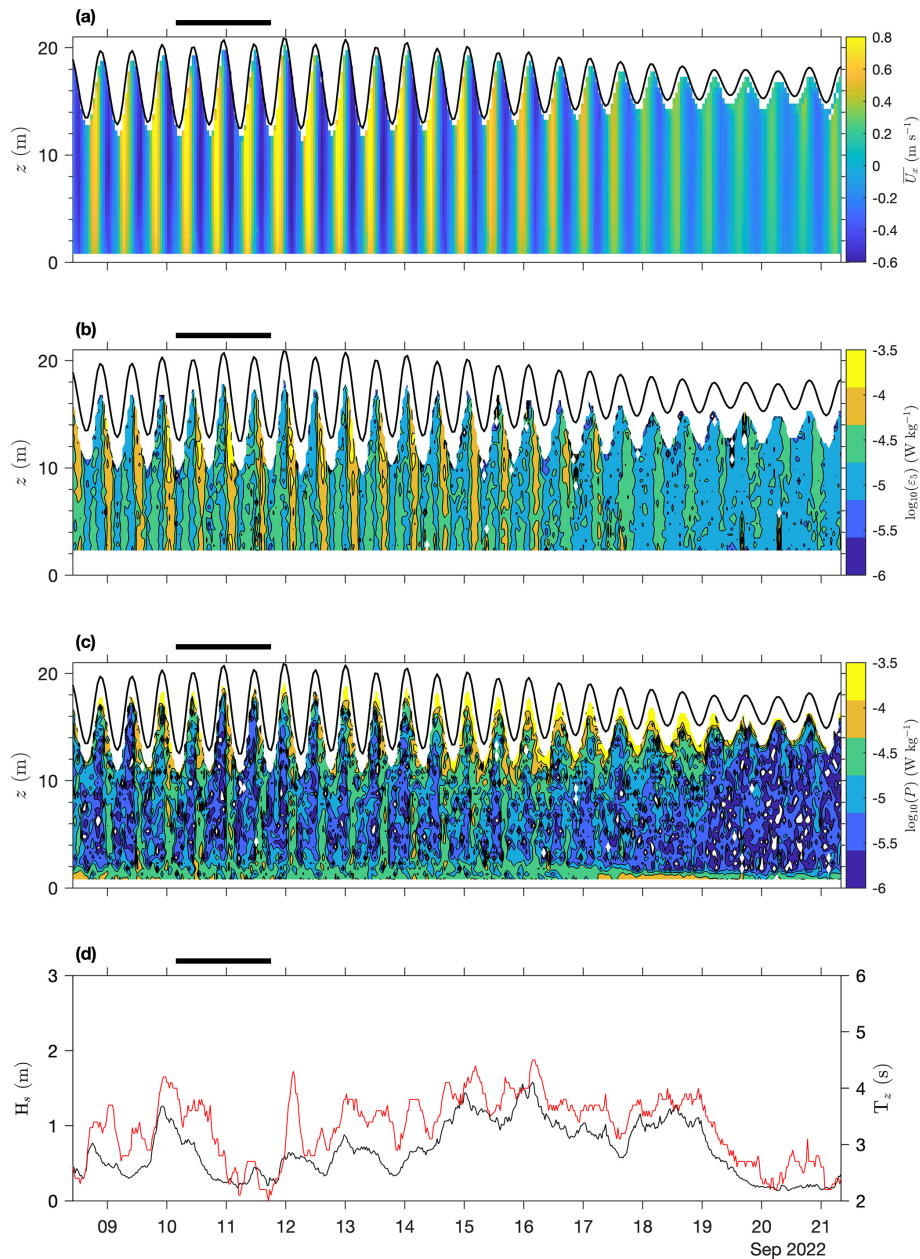 (a)
20
10
0
z (m)
0.8
0.6
0.4
0.2
0
-0.2
-0.4
-0.6
U̅ₓ (m s⁻¹)
(b)
20
10
0
z (m)
-3.5
-4
-4.5
-5
-5.5
-6
log₁₀(ε₅) (W kg⁻¹)
(c)
20
10
0
z (m)
-3.5
-4
-4.5
-5
-5.5
-6
log₁₀(P) (W kg⁻¹)
(d)
3
2
1
0
Hₛ (m)
6
5
4
3
2
T_z (s)
09 10 11 12 13 14 15 16 17 18 19 20 21
Sep 2022